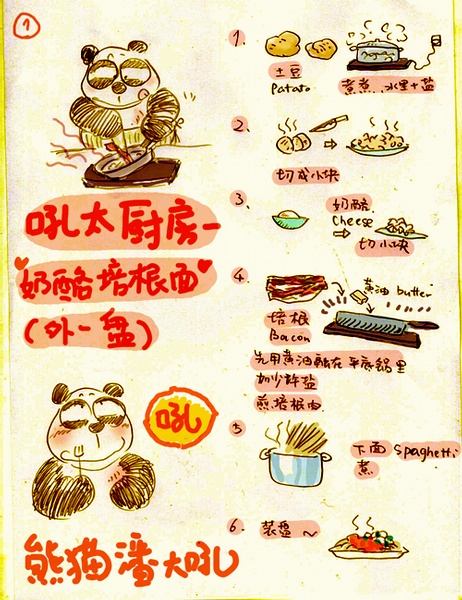 ①
吼太厨房—
奶酪培根面
(外一盘)
吼
熊猫潘大吼
1.
土豆
Patato
煮煮..水里+盐
2.
切成小块
3.
奶酪
Cheese
切小块
4
黄油 butter
培根
Bacon
先用黄油融在平底锅里
加少许盐
煎培根肉
5
下面 Spaghetti
煮
6.
装盘~